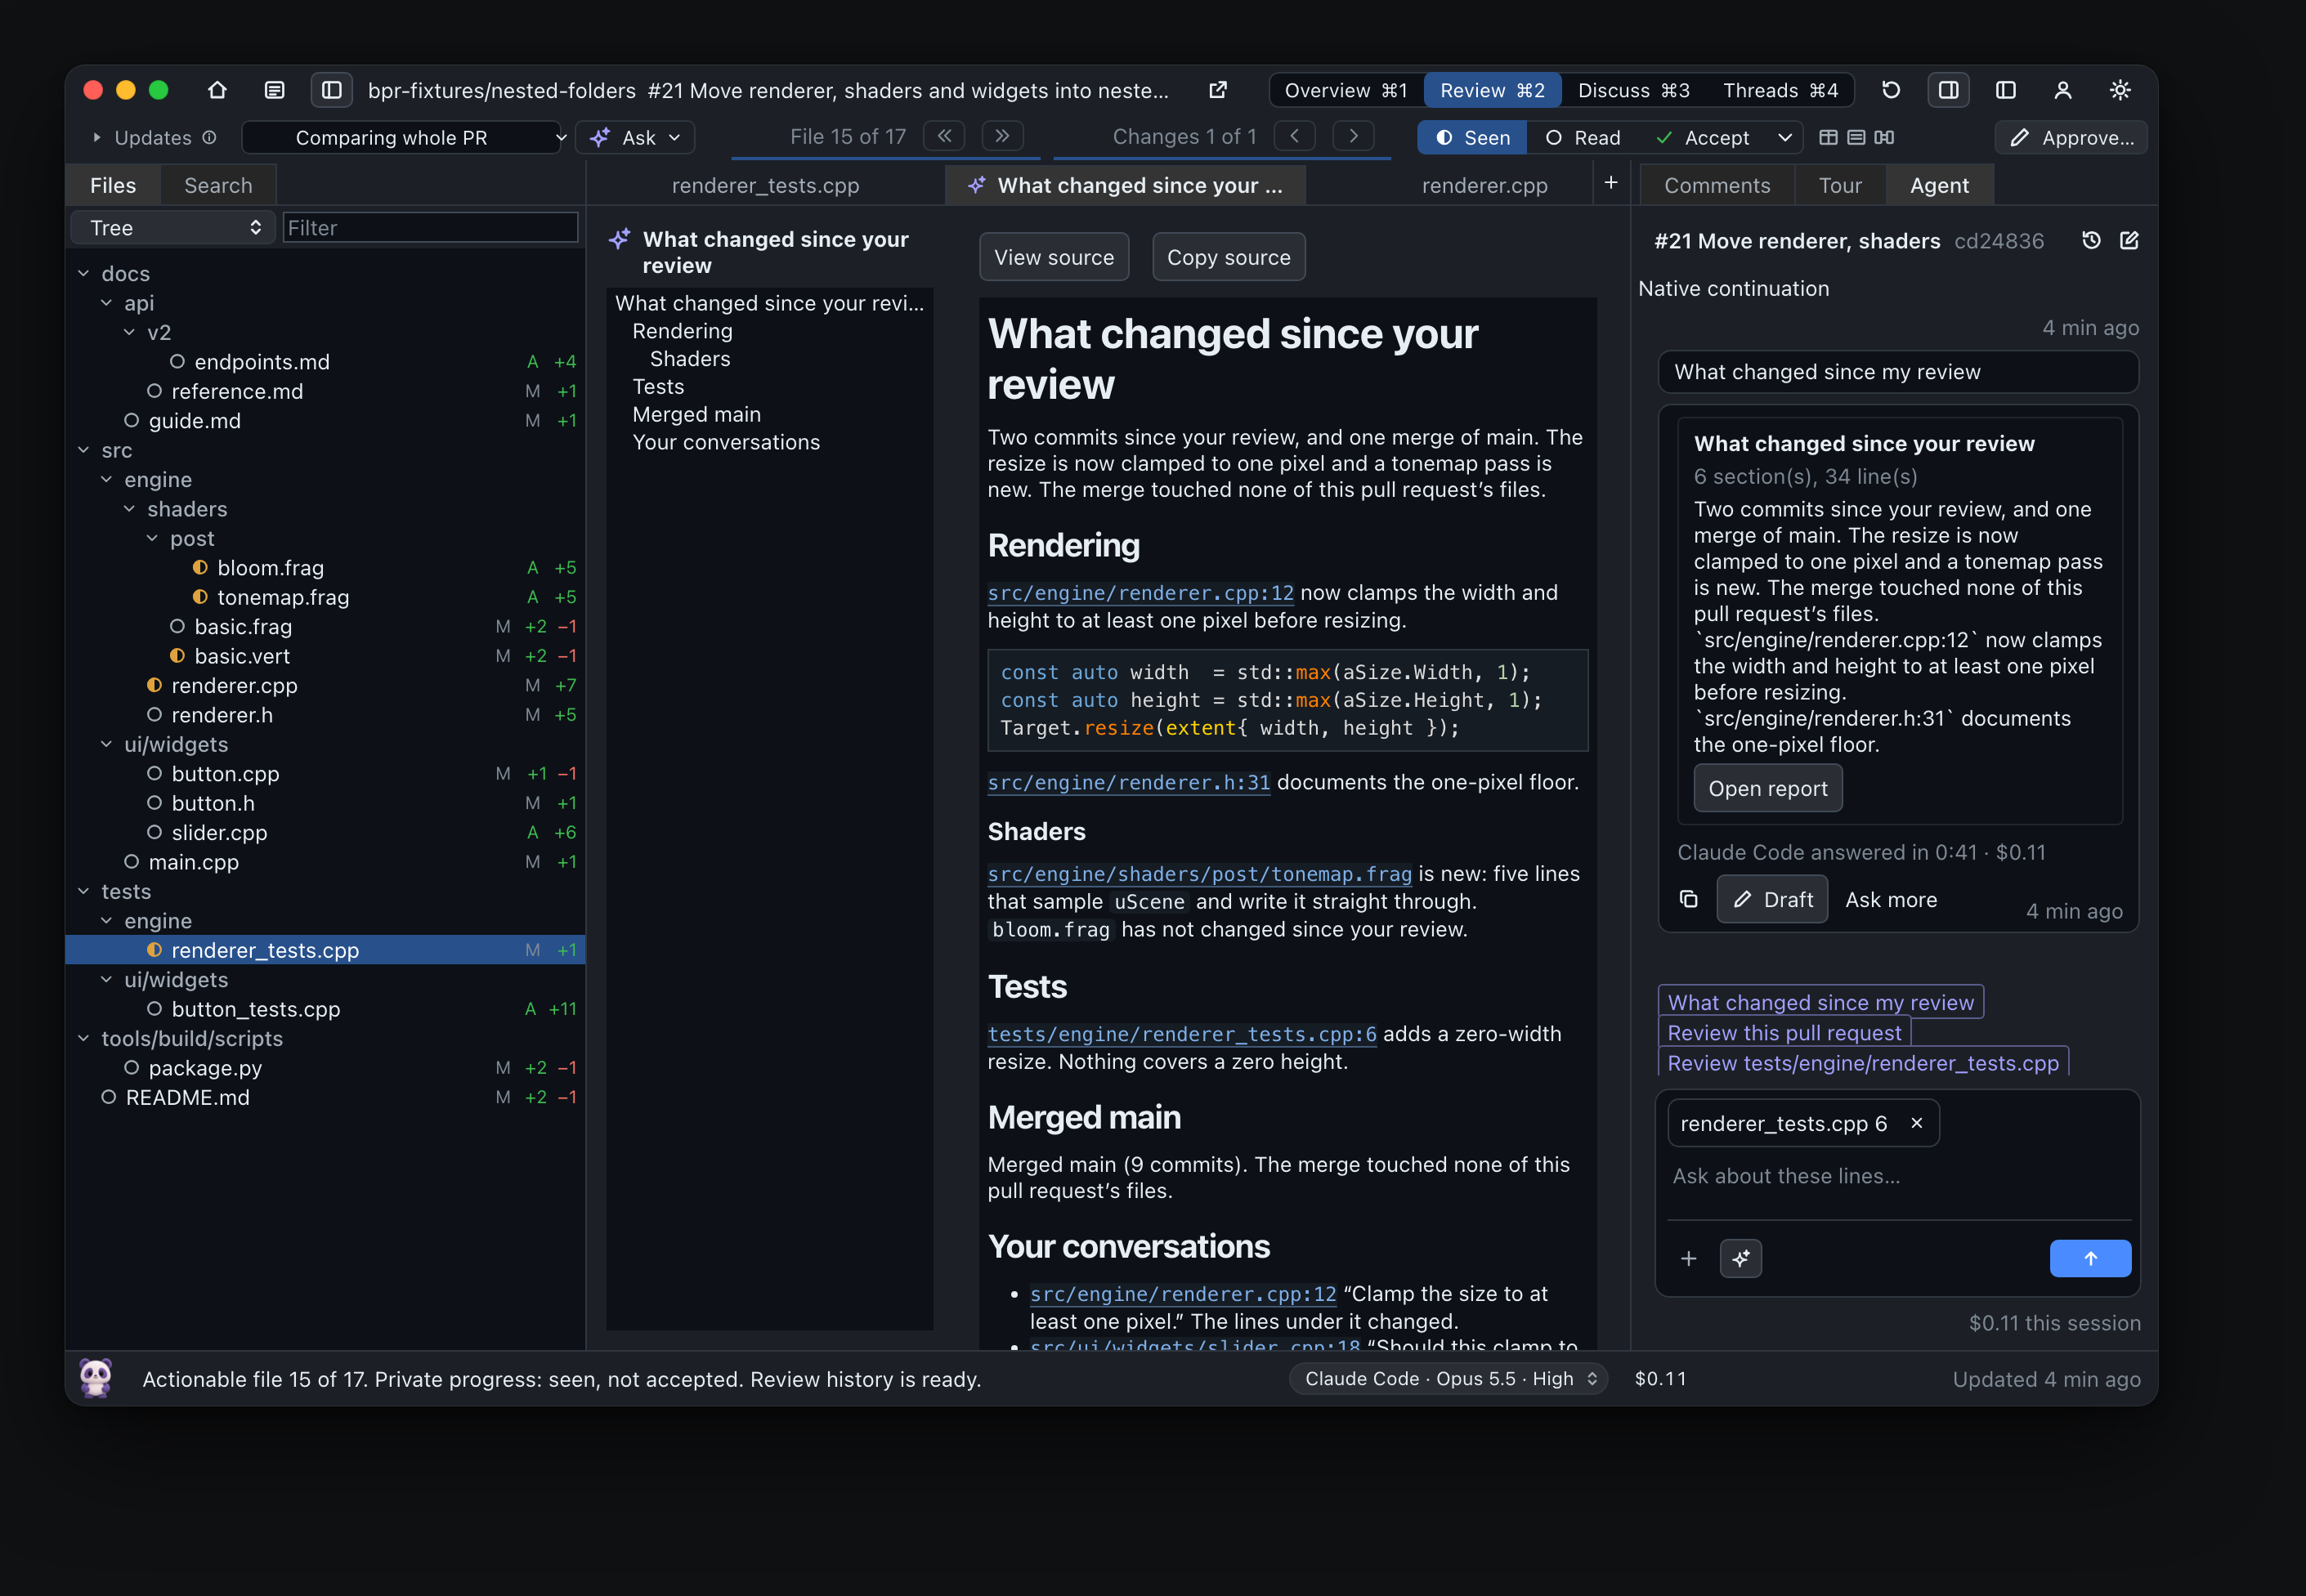 bpr-fixtures/nested-folders #21 Move renderer, shaders and widgets into neste...
Overview ⌘1 Review ⌘2 Discuss ⌘3 Threads ⌘4
Updates Comparing whole PR Ask File 15 of 17 Changes 1 of 1 Seen Read Accept Approve...
Files Search
renderer_tests.cpp What changed since your ... renderer.cpp +
Comments Tour Agent
Tree Filter
docs
api
v2
endpoints.md A +4
reference.md M +1
guide.md M +1
src
engine
shaders
post
bloom.frag A +5
tonemap.frag A +5
basic.frag M +2 −1
basic.vert M +2 −1
renderer.cpp M +7
renderer.h M +5
ui/widgets
button.cpp M +1 −1
button.h M +1
slider.cpp A +6
main.cpp M +1
tests
engine
renderer_tests.cpp M +1
ui/widgets
button_tests.cpp A +11
tools/build/scripts
package.py M +2 −1
README.md M +2 −1
What changed since your
review
What changed since your revi...
Rendering
Shaders
Tests
Merged main
Your conversations
View source Copy source
What changed since your
review
Two commits since your review, and one merge of main. The
resize is now clamped to one pixel and a tonemap pass is
new. The merge touched none of this pull request’s files.
Rendering
src/engine/renderer.cpp:12 now clamps the width and
height to at least one pixel before resizing.
const auto width  = std::max(aSize.Width, 1);
const auto height = std::max(aSize.Height, 1);
Target.resize(extent{ width, height });
src/engine/renderer.h:31 documents the one-pixel floor.
Shaders
src/engine/shaders/post/tonemap.frag is new: five lines
that sample uScene and write it straight through.
bloom.frag has not changed since your review.
Tests
tests/engine/renderer_tests.cpp:6 adds a zero-width
resize. Nothing covers a zero height.
Merged main
Merged main (9 commits). The merge touched none of this
pull request’s files.
Your conversations
• src/engine/renderer.cpp:12 “Clamp the size to at
least one pixel.” The lines under it changed.
• src/ui/widgets/slider.cpp:18 “Should this clamp to
#21 Move renderer, shaders cd24836
Native continuation
4 min ago
What changed since my review
What changed since your review
6 section(s), 34 line(s)
Two commits since your review, and one
merge of main. The resize is now
clamped to one pixel and a tonemap pass
is new. The merge touched none of this
pull request’s files.
`src/engine/renderer.cpp:12` now clamps
the width and height to at least one pixel
before resizing.
`src/engine/renderer.h:31` documents
the one-pixel floor.
Open report
Claude Code answered in 0:41 · $0.11
Draft Ask more 4 min ago
What changed since my review
Review this pull request
Review tests/engine/renderer_tests.cpp
renderer_tests.cpp 6 ×
Ask about these lines...
$0.11 this session
Actionable file 15 of 17. Private progress: seen, not accepted. Review history is ready.
Claude Code · Opus 5.5 · High $0.11 Updated 4 min ago